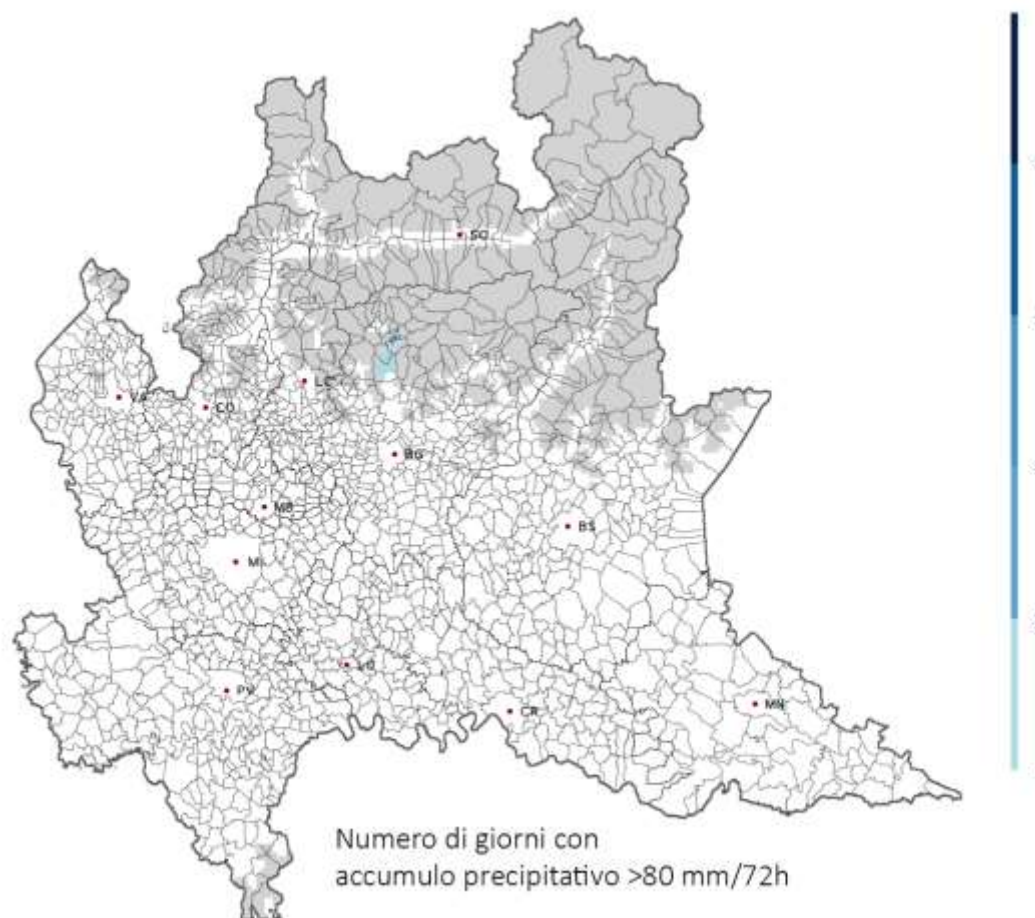 SO
VA
CO
LC
BG
MB
BS
MI
LO
PV
CR
MN
Numero di giorni con
accumulo precipitativo >80 mm/72h